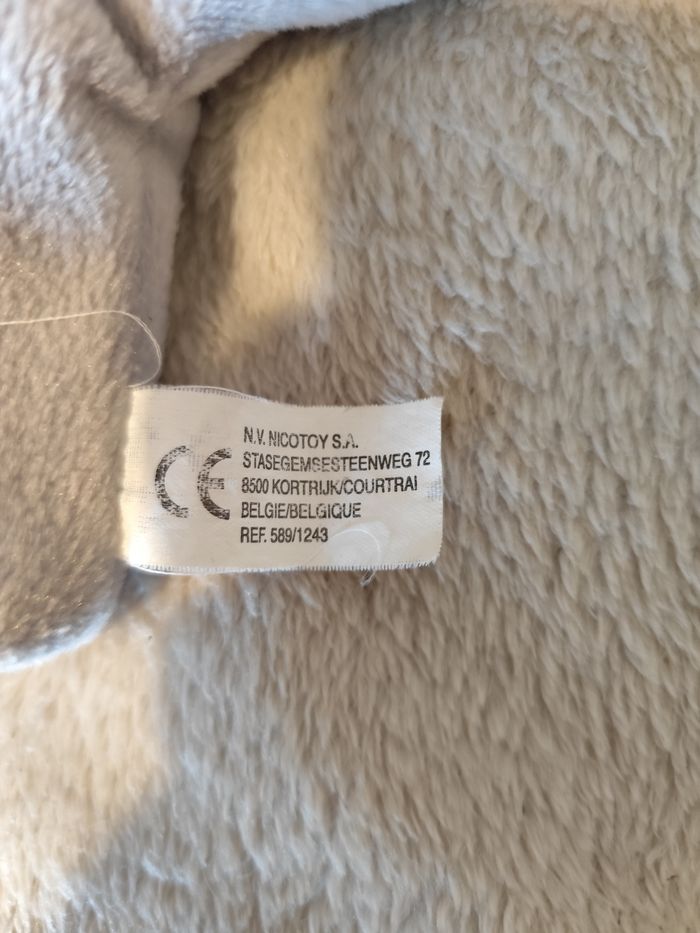 CE
N.V. NICOTOY S.A.
STASEGEMSESTEENWEG 72
8500 KORTRIJK/COURTRAI
BELGIE/BELGIQUE
REF. 589/1243